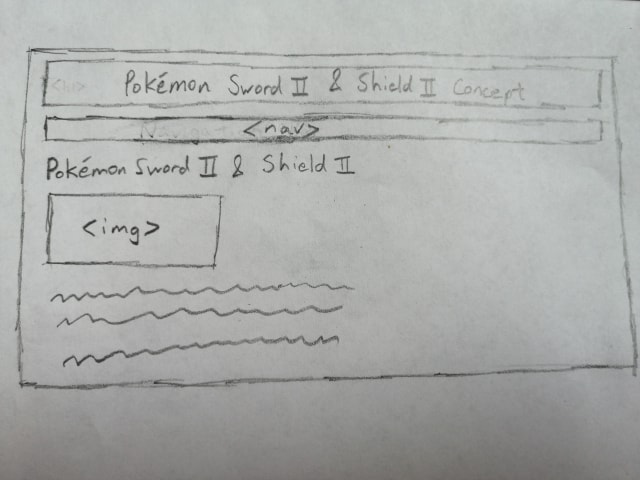 Pokémon Sword II & Shield II Concept
<nav>
Pokémon Sword II & Shield II
<img>